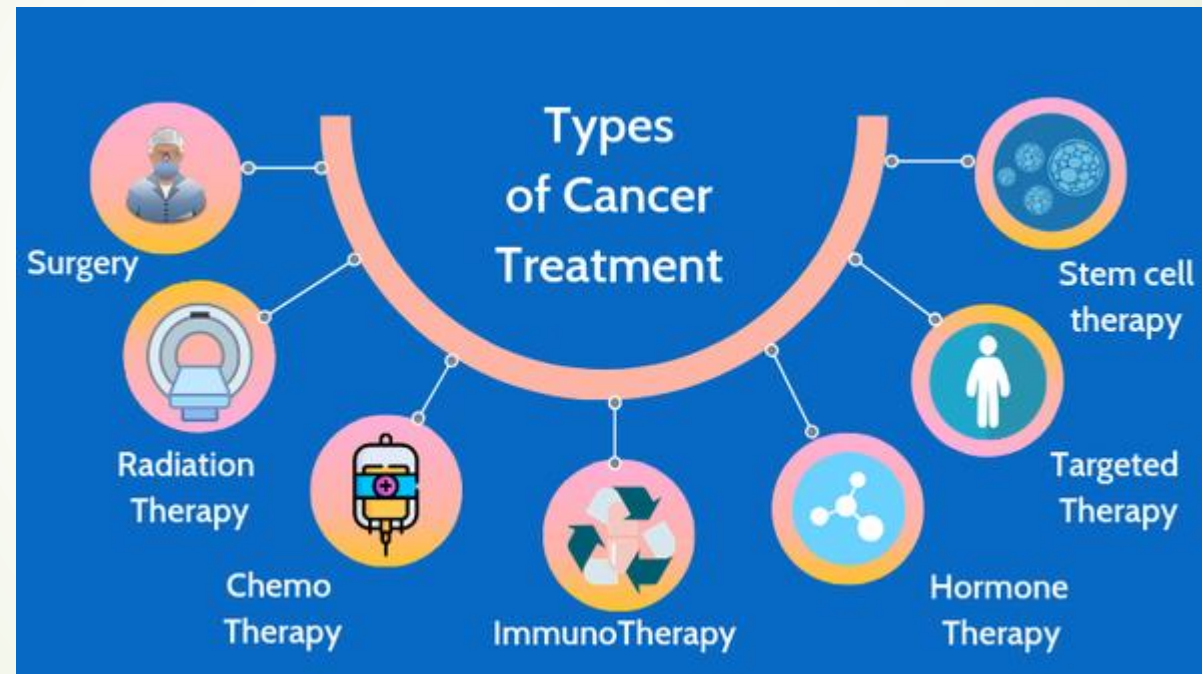 Types
of Cancer
Treatment
Surgery
Radiation
Therapy
Chemo
Therapy
ImmunoTherapy
Hormone
Therapy
Targeted
Therapy
Stem cell
therapy